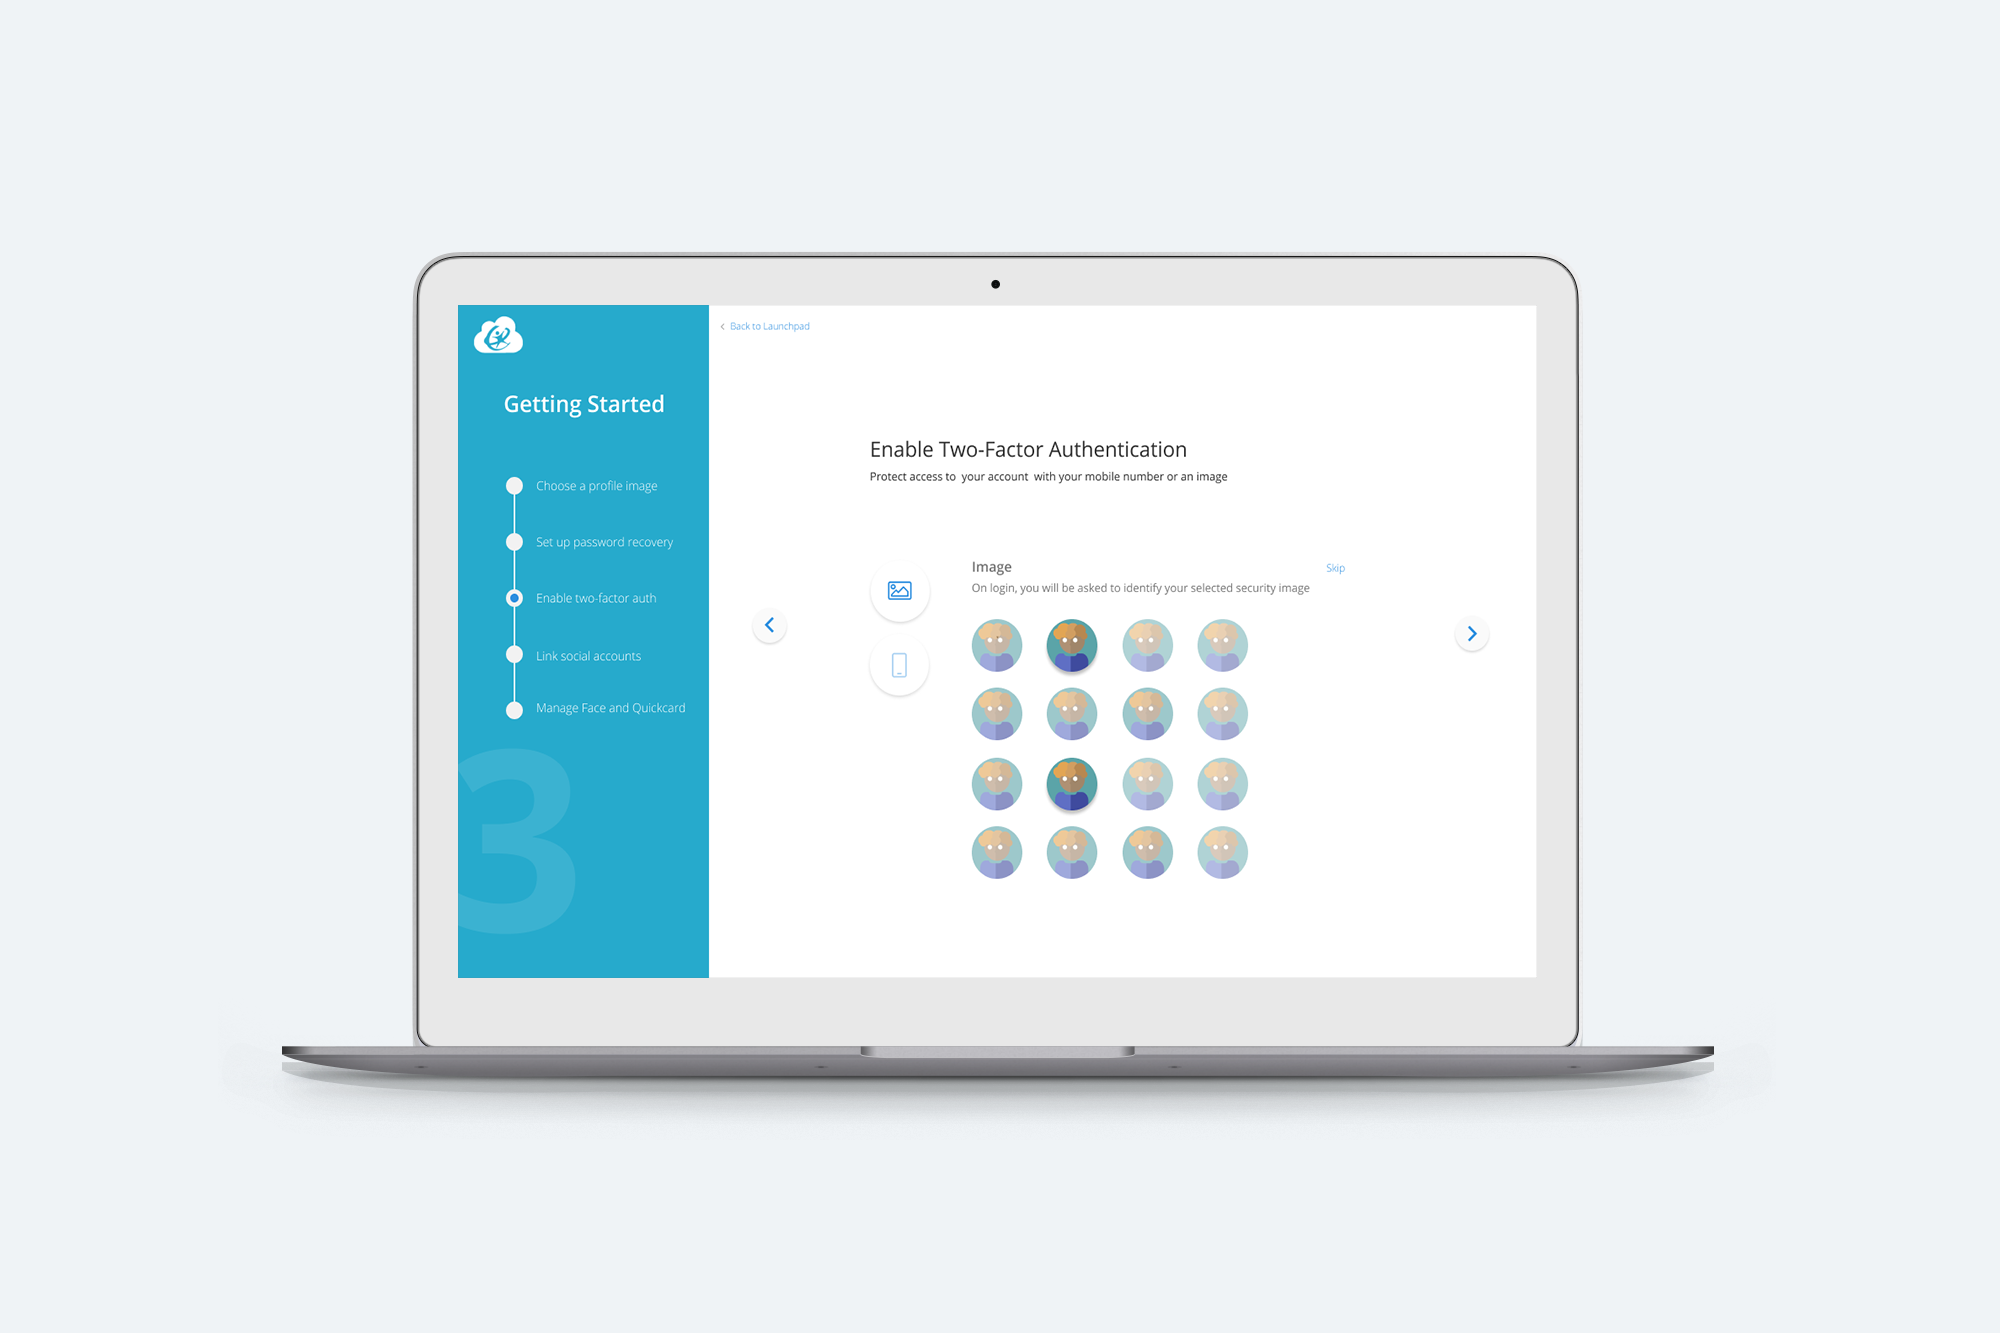 Back to Launchpad
Getting Started
Choose a profile image
Set up password recovery
Enable two-factor auth
Link social accounts
Manage Face and Quickcard
3
Enable Two-Factor Authentication
Protect access to your account with your mobile number or an image
Image
Skip
On login, you will be asked to identify your selected security image